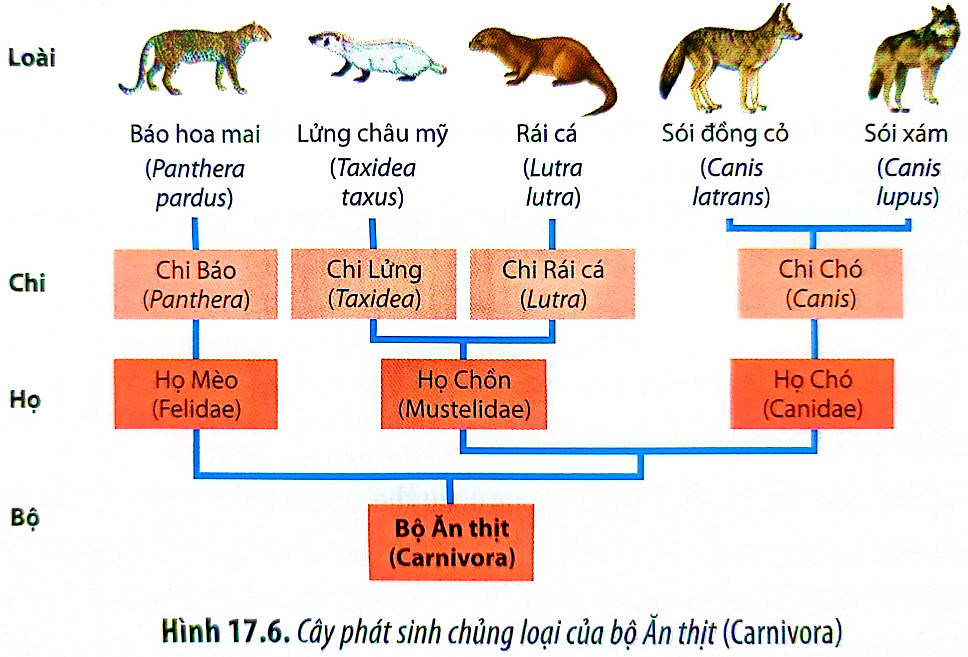 Loài
Báo hoa mai
(Panthera
pardus)
Lửng châu mỹ
(Taxidea
taxus)
Rái cá
(Lutra
lutra)
Sói đồng cỏ
(Canis
latrans)
Sói xám
(Canis
lupus)
Chi
Chi Báo
(Panthera)
Chi Lửng
(Taxidea)
Chi Rái cá
(Lutra)
Chi Chó
(Canis)
Họ
Họ Mèo
(Felidae)
Họ Chồn
(Mustelidae)
Họ Chó
(Canidae)
Bộ
Bộ Ăn thịt
(Carnivora)
Hình 17.6. Cây phát sinh chủng loại của bộ Ăn thịt (Carnivora)